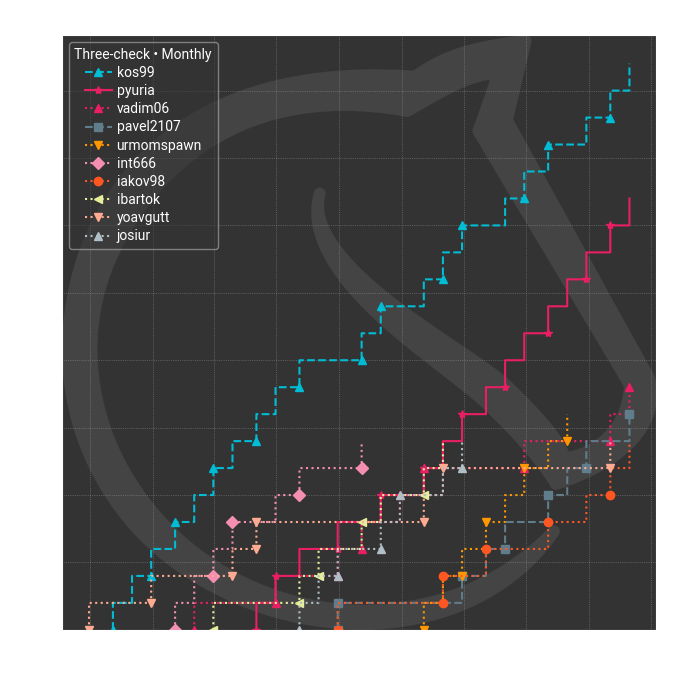 Three-check • Monthly
kos99
pyuria
vadim06
pavel2107
urmomspawn
int666
iakov98
ibartok
yoavgutt
josiur